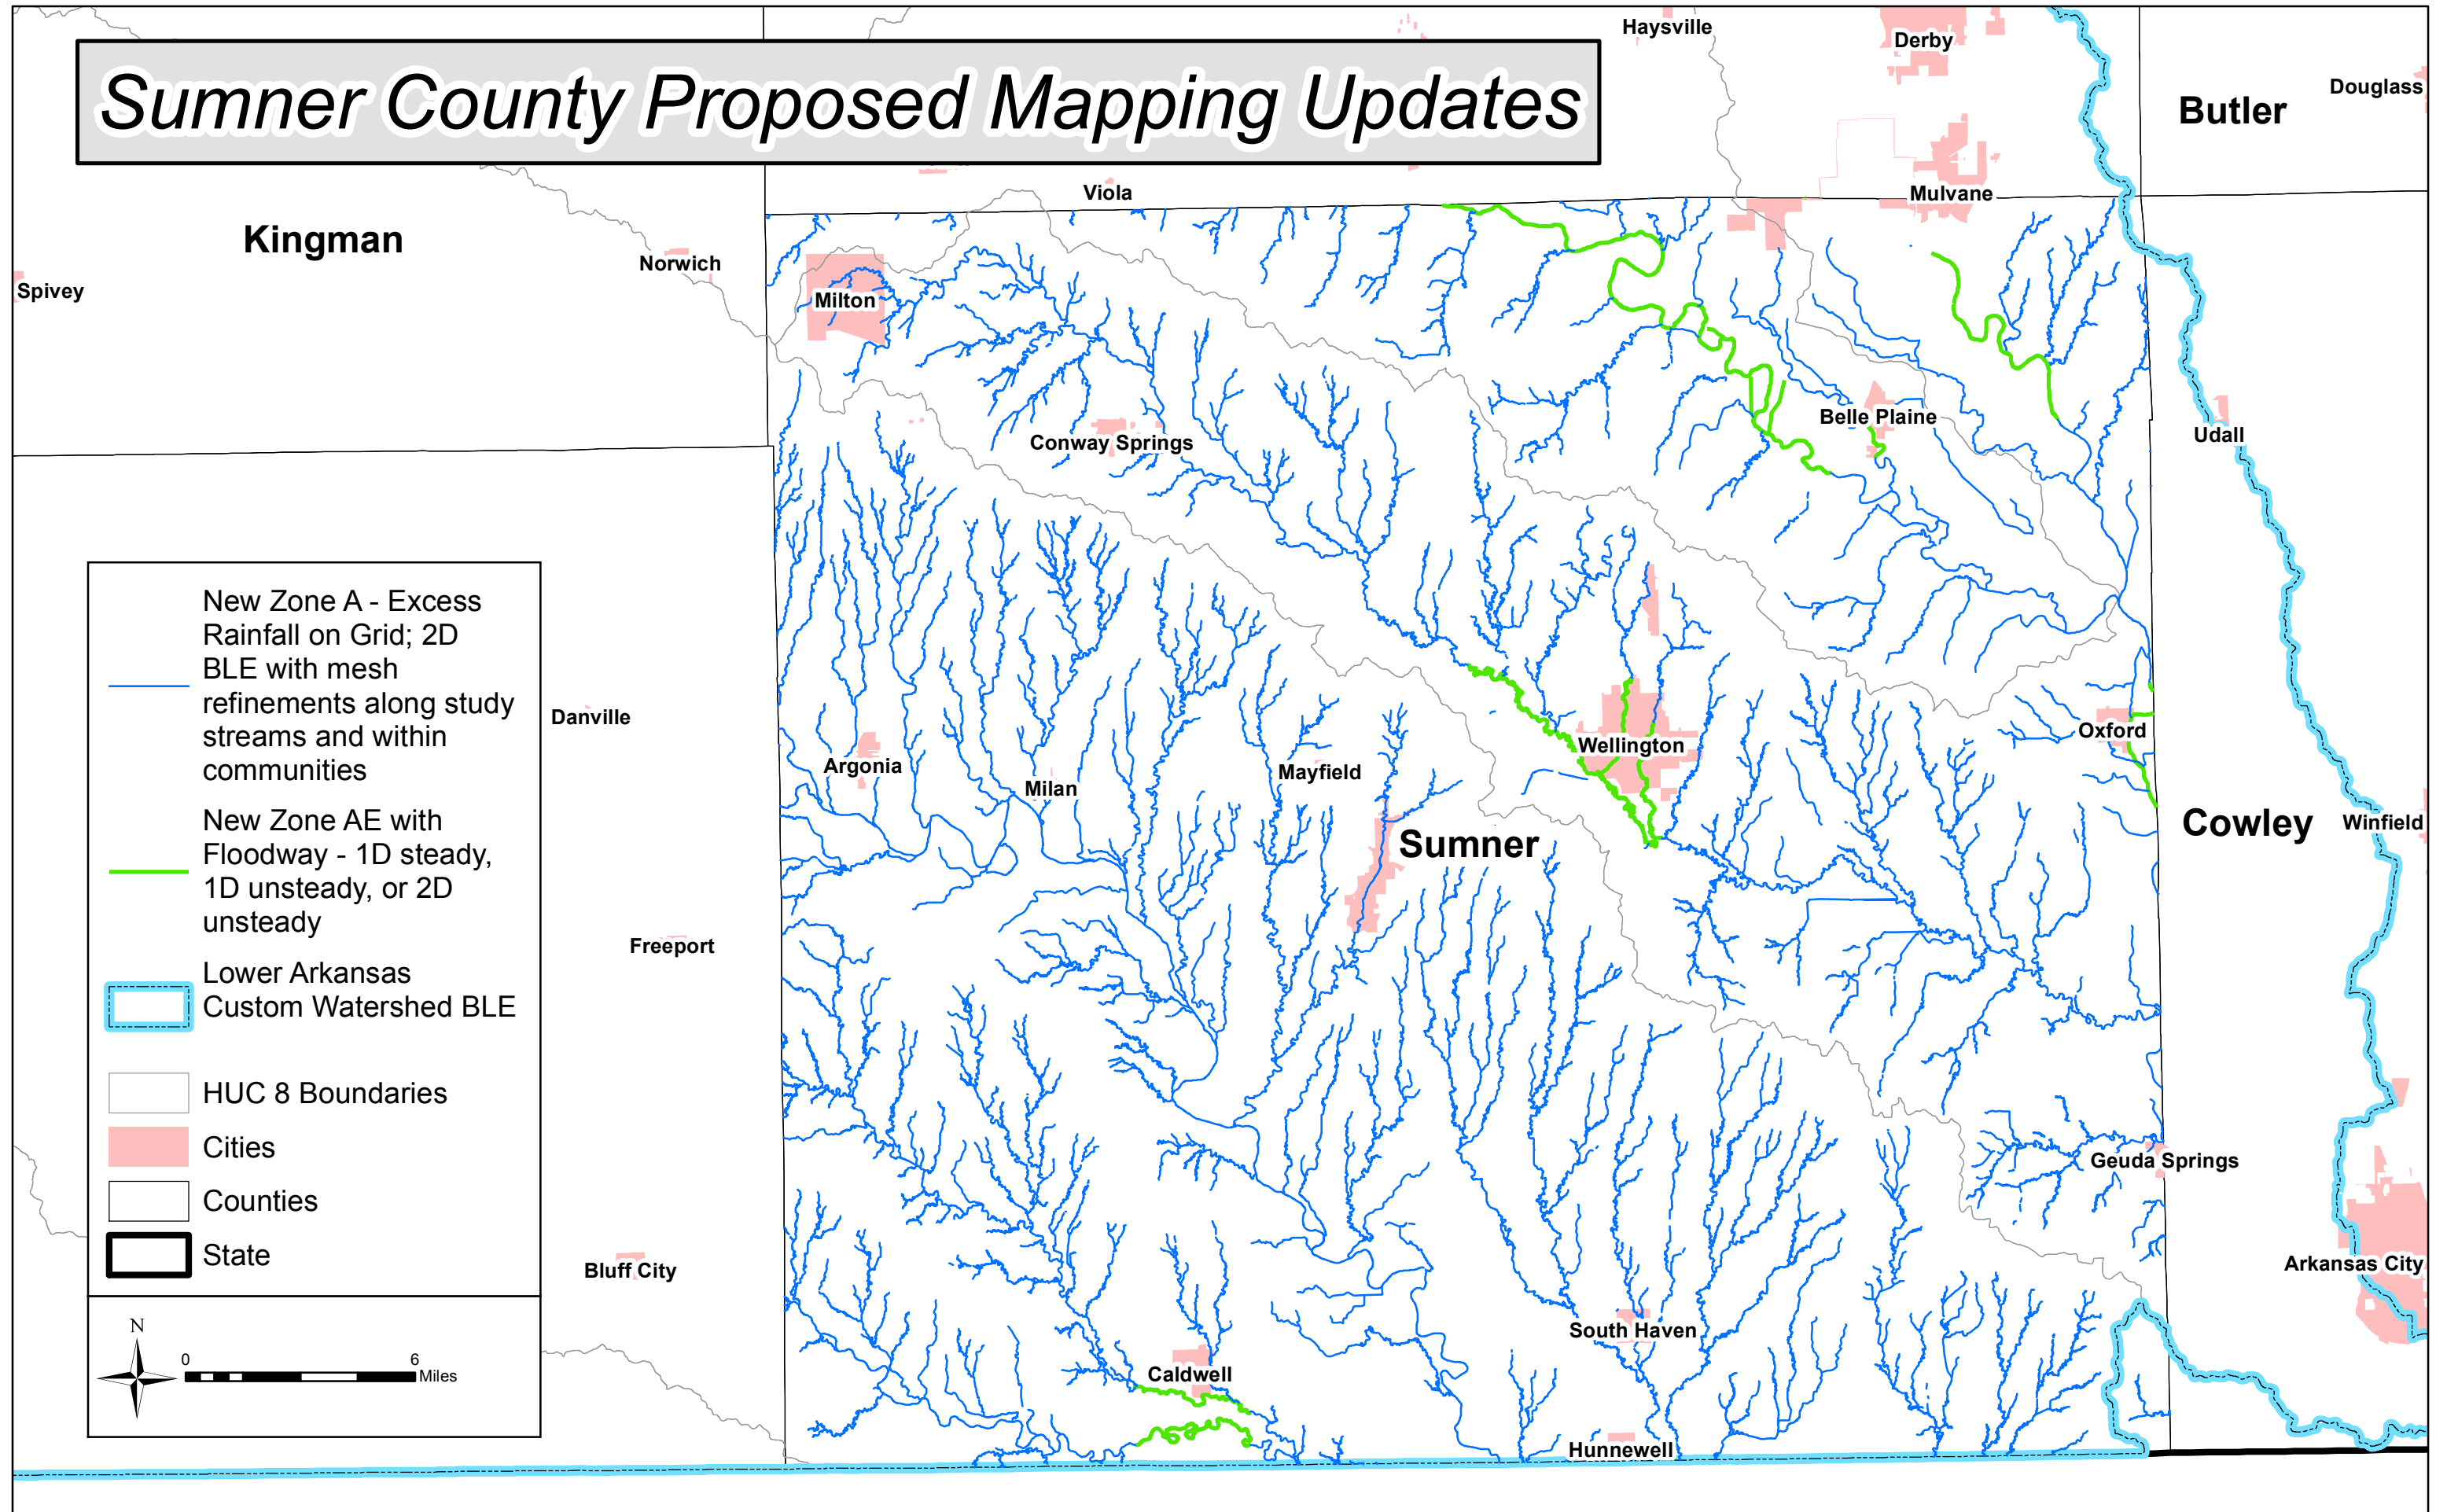 Sumner County Proposed Mapping Updates
Haysville
Derby
Butler
Douglass
Viola
Mulvane
Kingman
Norwich
Spivey
Milton
Belle Plaine
Conway Springs
Udall
New Zone A - Excess
Rainfall on Grid; 2D
BLE with mesh
refinements along study
streams and within
communities
New Zone AE with
Floodway - 1D steady,
1D unsteady, or 2D
unsteady
Lower Arkansas
Custom Watershed BLE
HUC 8 Boundaries
Cities
Counties
State
N
0
6
Miles
Danville
Argonia
Milan
Mayfield
Wellington
Oxford
Sumner
Cowley
Winfield
Freeport
Geuda Springs
Bluff City
Arkansas City
South Haven
Caldwell
Hunnewell